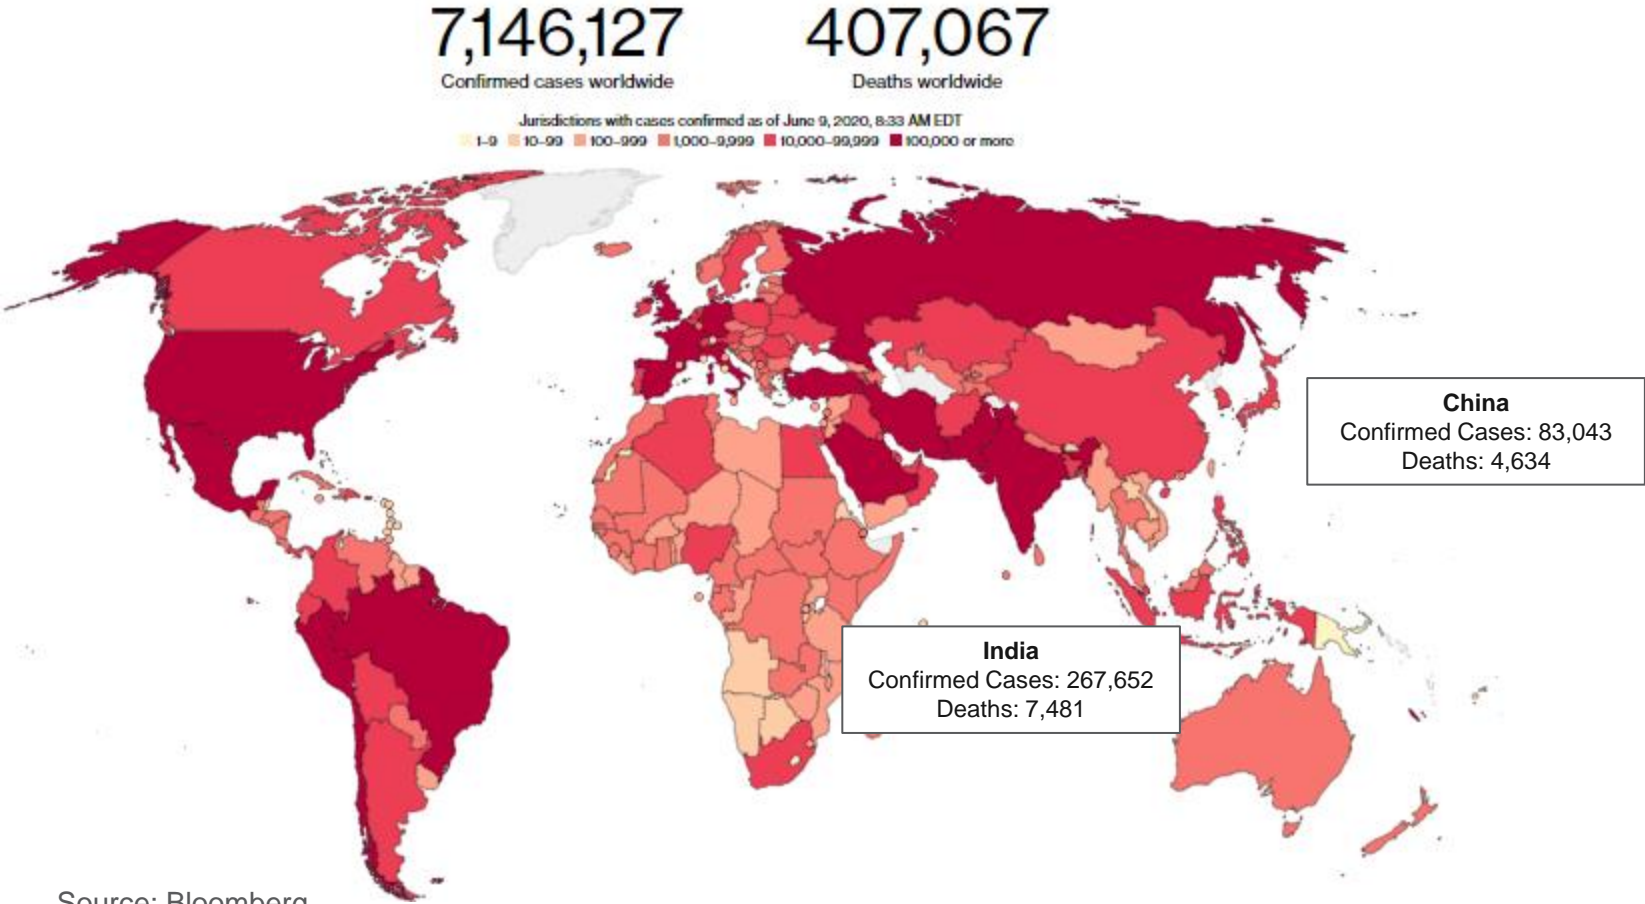 7,146,127
Confirmed cases worldwide
407,067
Deaths worldwide
Jurisdictions with cases confirmed as of June 9, 2020, 8:33 AM EDT
1-9 10-99 100-999 1,000-9,999 10,000-99,999 100,000 or more
China
Confirmed Cases: 83,043
Deaths: 4,634
India
Confirmed Cases: 267,652
Deaths: 7,481
Source: Bloomberg